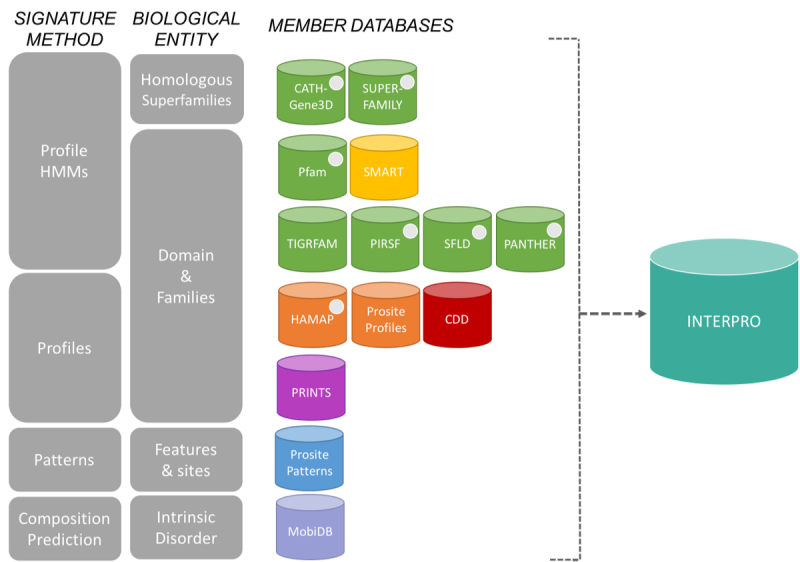 SIGNATURE
METHOD
BIOLOGICAL
ENTITY
MEMBER DATABASES
Profile
HMMs
Homologous
Superfamilies
CATH-
Gene3D
SUPER-
FAMILY
Domain
&
Families
Pfam
SMART
TIGRFAM
PIRSF
SFLD
PANTHER
Profiles
HAMAP
Prosite
Profiles
CDD
PRINTS
Patterns
Features
& sites
Prosite
Patterns
Composition
Prediction
Intrinsic
Disorder
MobiDB
INTERPRO